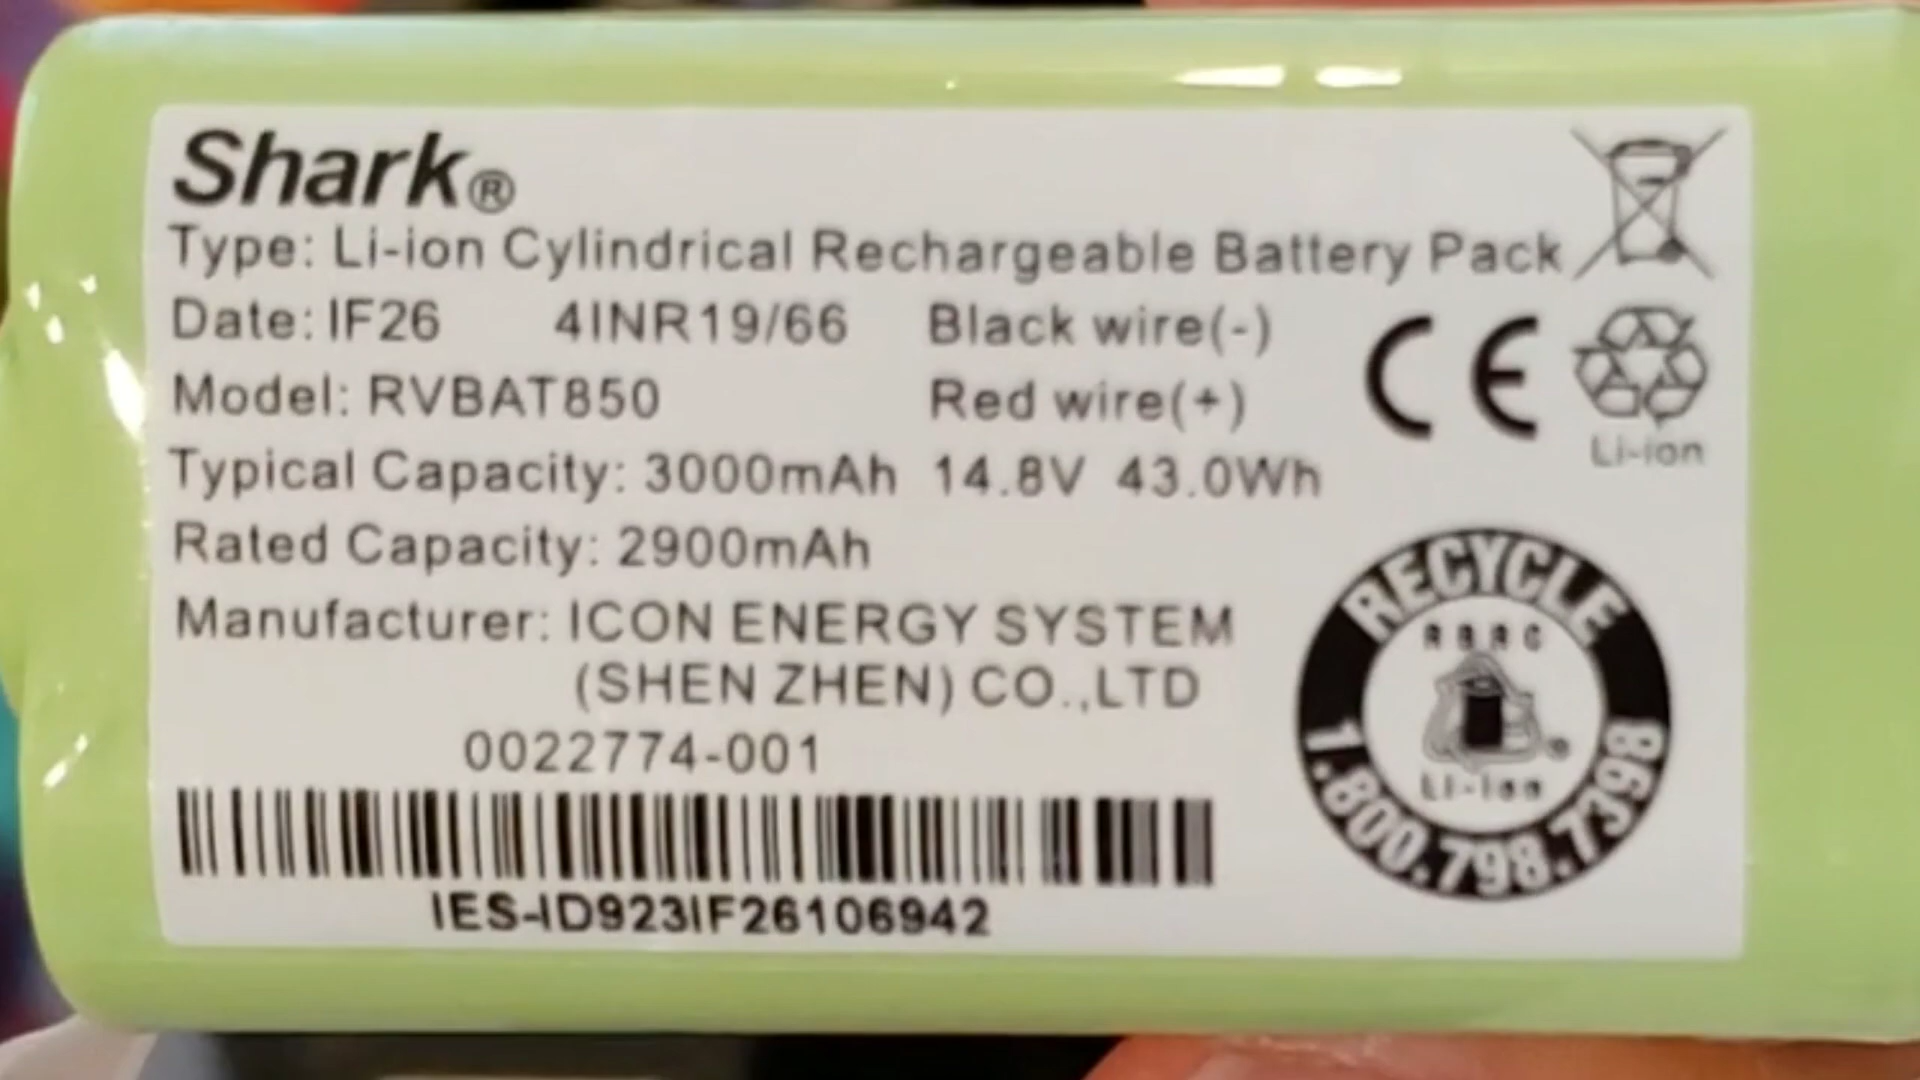 Shark®
Type: Li-ion Cylindrical Rechargeable Battery Pack
Date: IF26 4INR19/66 Black wire(-)
Model: RVBAT850 Red wire(+)
CE
Li-ion
Typical Capacity: 3000mAh 14.8V 43.0Wh
Rated Capacity: 2900mAh
Manufacturer: ICON ENERGY SYSTEM
(SHEN ZHEN) CO.,LTD
0022774-001
IES-ID923IF26106942
RECYCLE
RBRC
Li-Ion
1.800.798.7398